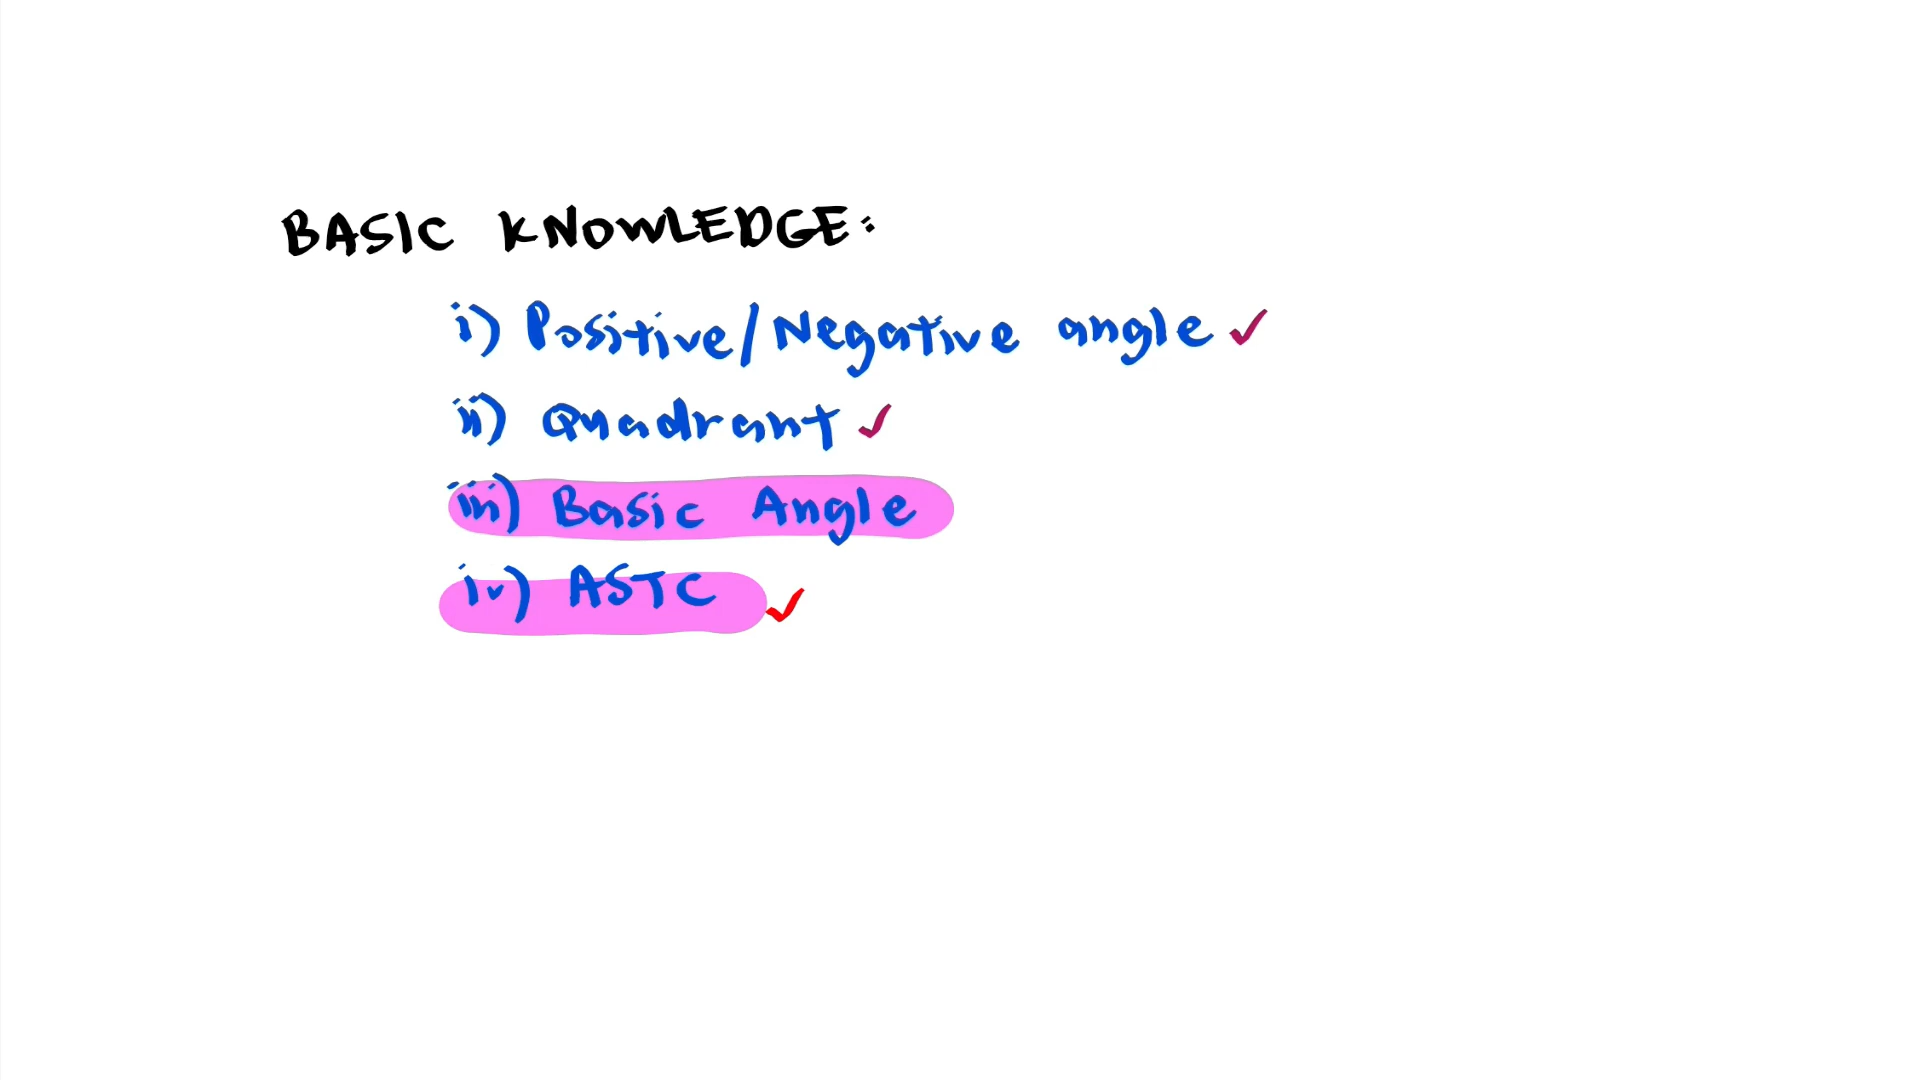 BASIC KNOWLEDGE:
i) Positive/Negative angle ✓
ii) Quadrant ✓
iii) Basic Angle
iv) ASTC ✓